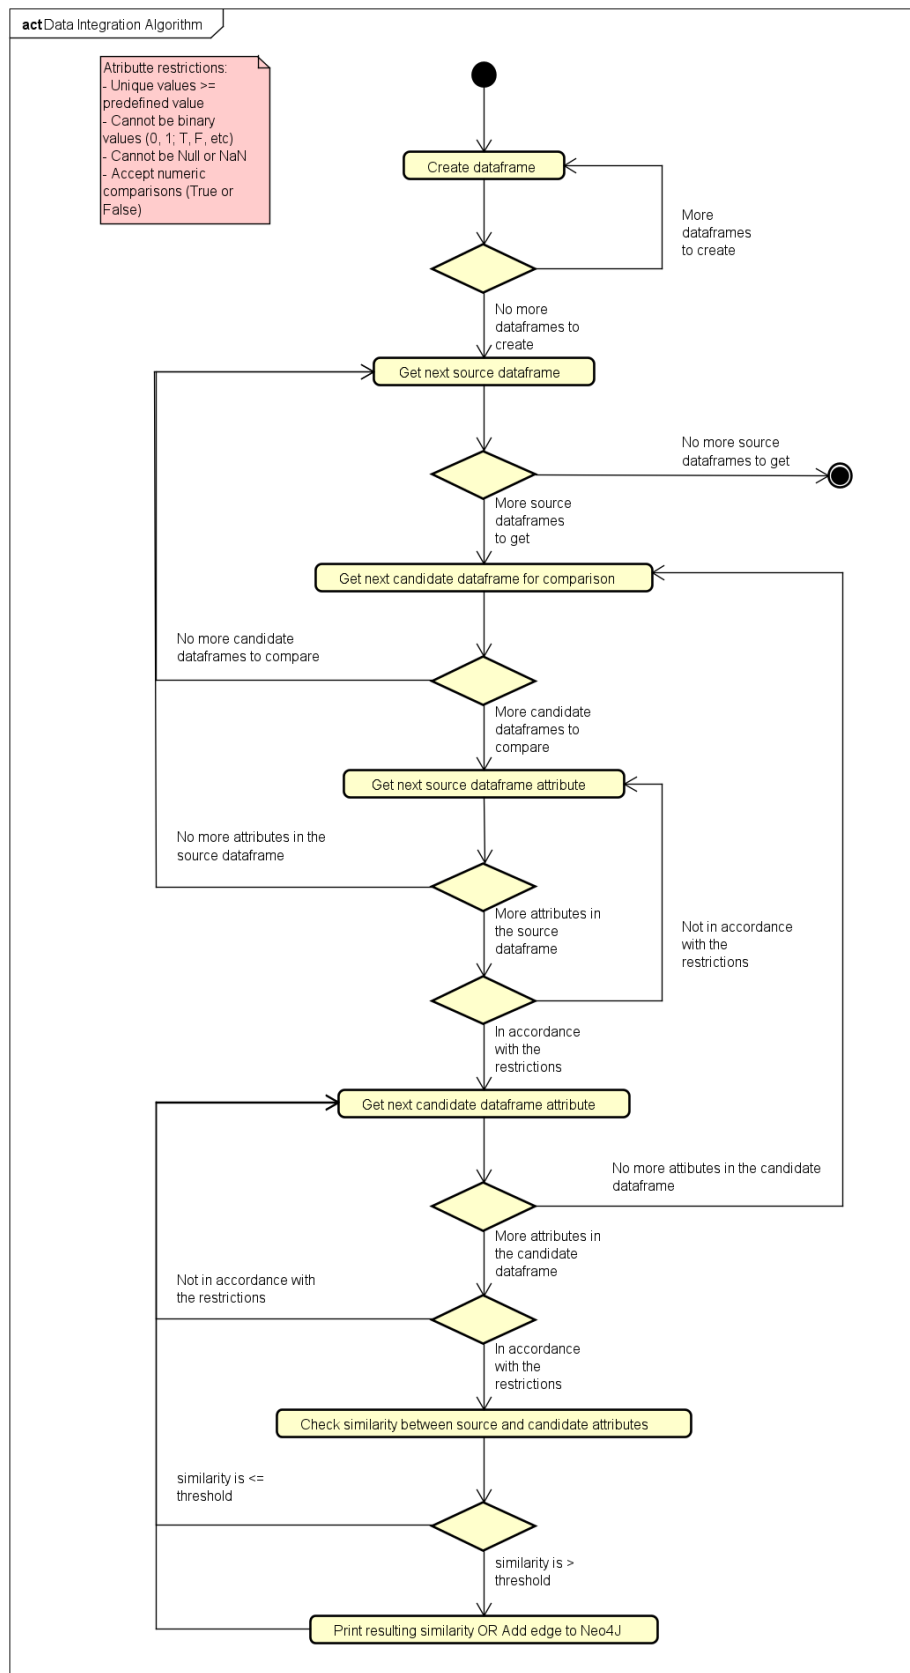 act Data Integration Algorithm
Atributte restrictions:
- Unique values >=
predefined value
- Cannot be binary
values (0, 1; T, F, etc)
- Cannot be Null or NaN
- Accept numeric
comparisons (True or
False)
Create dataframe
More
dataframes
to create
No more
dataframes to
create
Get next source dataframe
No more source
dataframes to get
More source
dataframes
to get
Get next candidate dataframe for comparison
No more candidate
dataframes to compare
More candidate
dataframes to
compare
Get next source dataframe attribute
No more attributes in the
source dataframe
More attributes in
the source
dataframe
Not in accordance
with the
restrictions
In accordance
with the
restrictions
Get next candidate dataframe attribute
No more attibutes in the candidate
dataframe
More attributes in
the candidate
dataframe
Not in accordance with
the restrictions
In accordance
with the
restrictions
Check similarity between source and candidate attributes
similarity is <=
threshold
similarity is >
threshold
Print resulting similarity OR Add edge to Neo4J